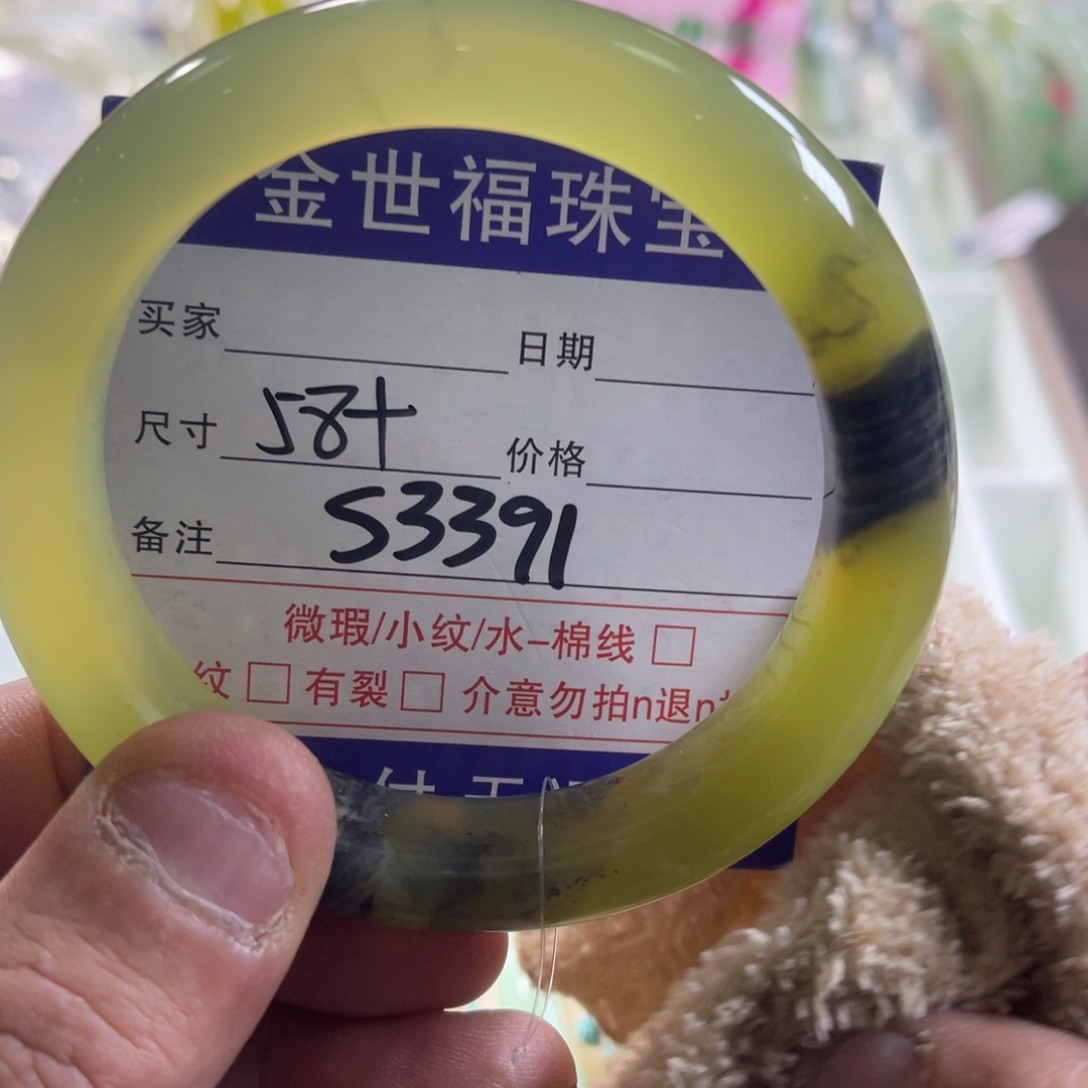 金世福珠宝
买家 日期
尺寸 58+ 价格
备注 S3391
微瑕/小纹/水-棉线 □
纹 □ 有裂 □ 介意勿拍n退n